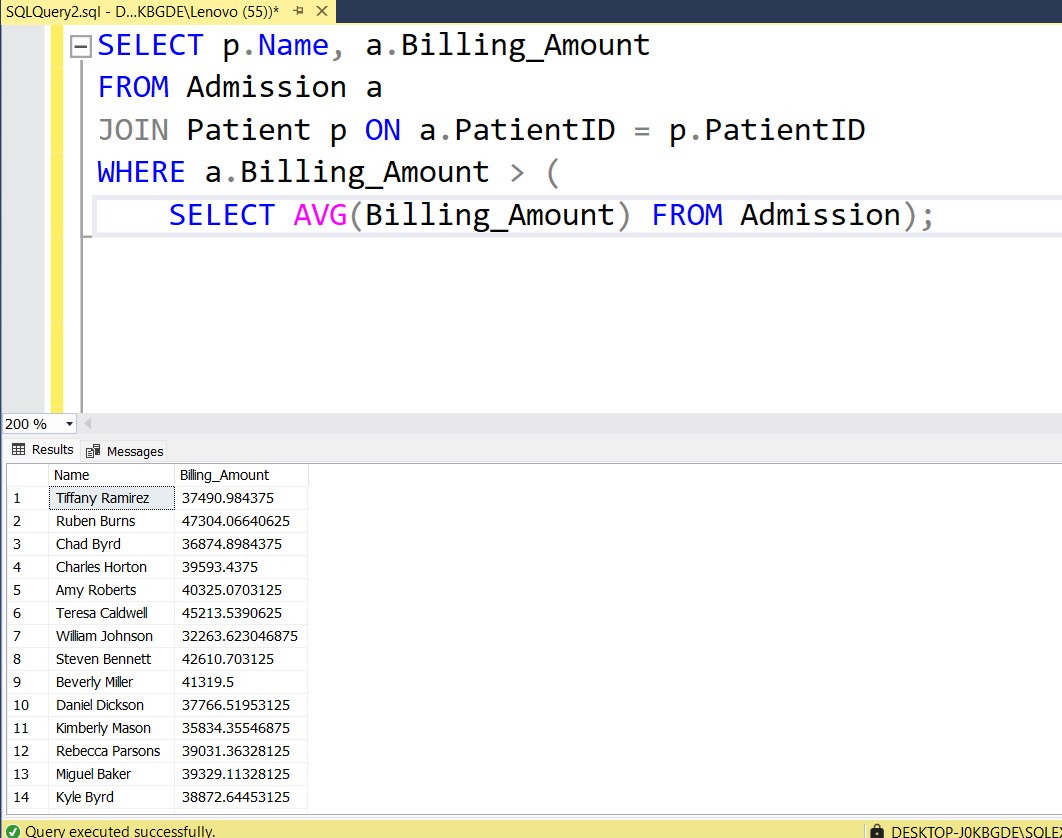 SQLQuery2.sql - D...KBGDE\Lenovo (55))*
SELECT p.Name, a.Billing_Amount
FROM Admission a
JOIN Patient p ON a.PatientID = p.PatientID
WHERE a.Billing_Amount > (
SELECT AVG(Billing_Amount) FROM Admission);
200 %
Results Messages
Name Billing_Amount
1 Tiffany Ramirez 37490.984375
2 Ruben Burns 47304.06640625
3 Chad Byrd 36874.8984375
4 Charles Horton 39593.4375
5 Amy Roberts 40325.0703125
6 Teresa Caldwell 45213.5390625
7 William Johnson 32263.623046875
8 Steven Bennett 42610.703125
9 Beverly Miller 41319.5
10 Daniel Dickson 37766.51953125
11 Kimberly Mason 35834.35546875
12 Rebecca Parsons 39031.36328125
13 Miguel Baker 39329.11328125
14 Kyle Byrd 38872.64453125
Query executed successfully. DESKTOP-J0KBGDE\SQLEX